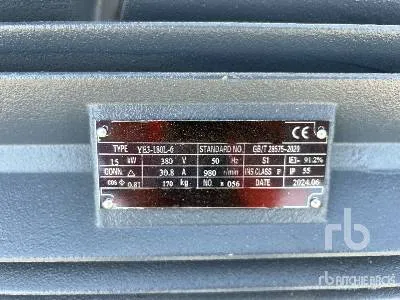 CE
TYPE YE3-180L-6 STANDARD NO GB/T 28575-2020
15 kW 380 V 50 Hz S1 IE3- 91.2%
CONN. △ 30.8 A 980 r/min INS.CLASS F IP 55
cos Φ 0.81 170 kg NO. 056 DATE 2024.06
rb
RITCHIE BROS